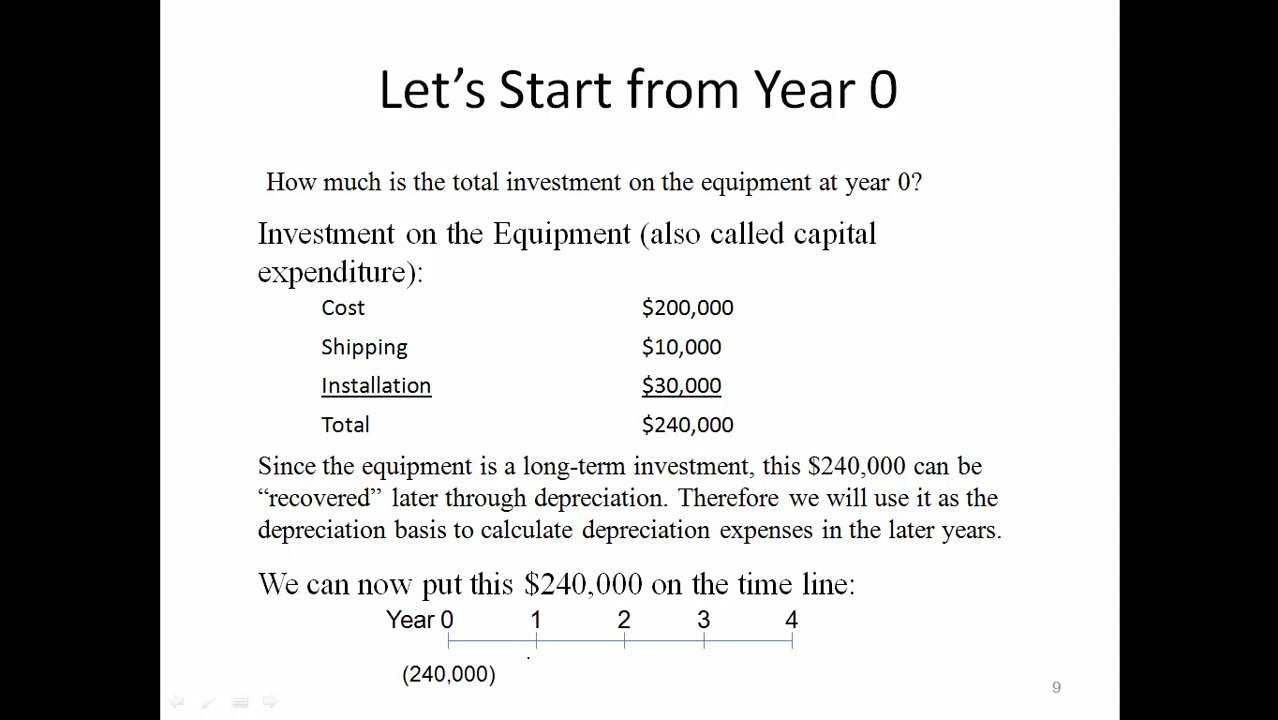 Let's Start from Year 0
How much is the total investment on the equipment at year 0?
Investment on the Equipment (also called capital
expenditure):
Cost $200,000
Shipping $10,000
Installation $30,000
Total $240,000
Since the equipment is a long-term investment, this $240,000 can be
“recovered” later through depreciation. Therefore we will use it as the
depreciation basis to calculate depreciation expenses in the later years.
We can now put this $240,000 on the time line:
Year 0 1 2 3 4
(240,000)
9